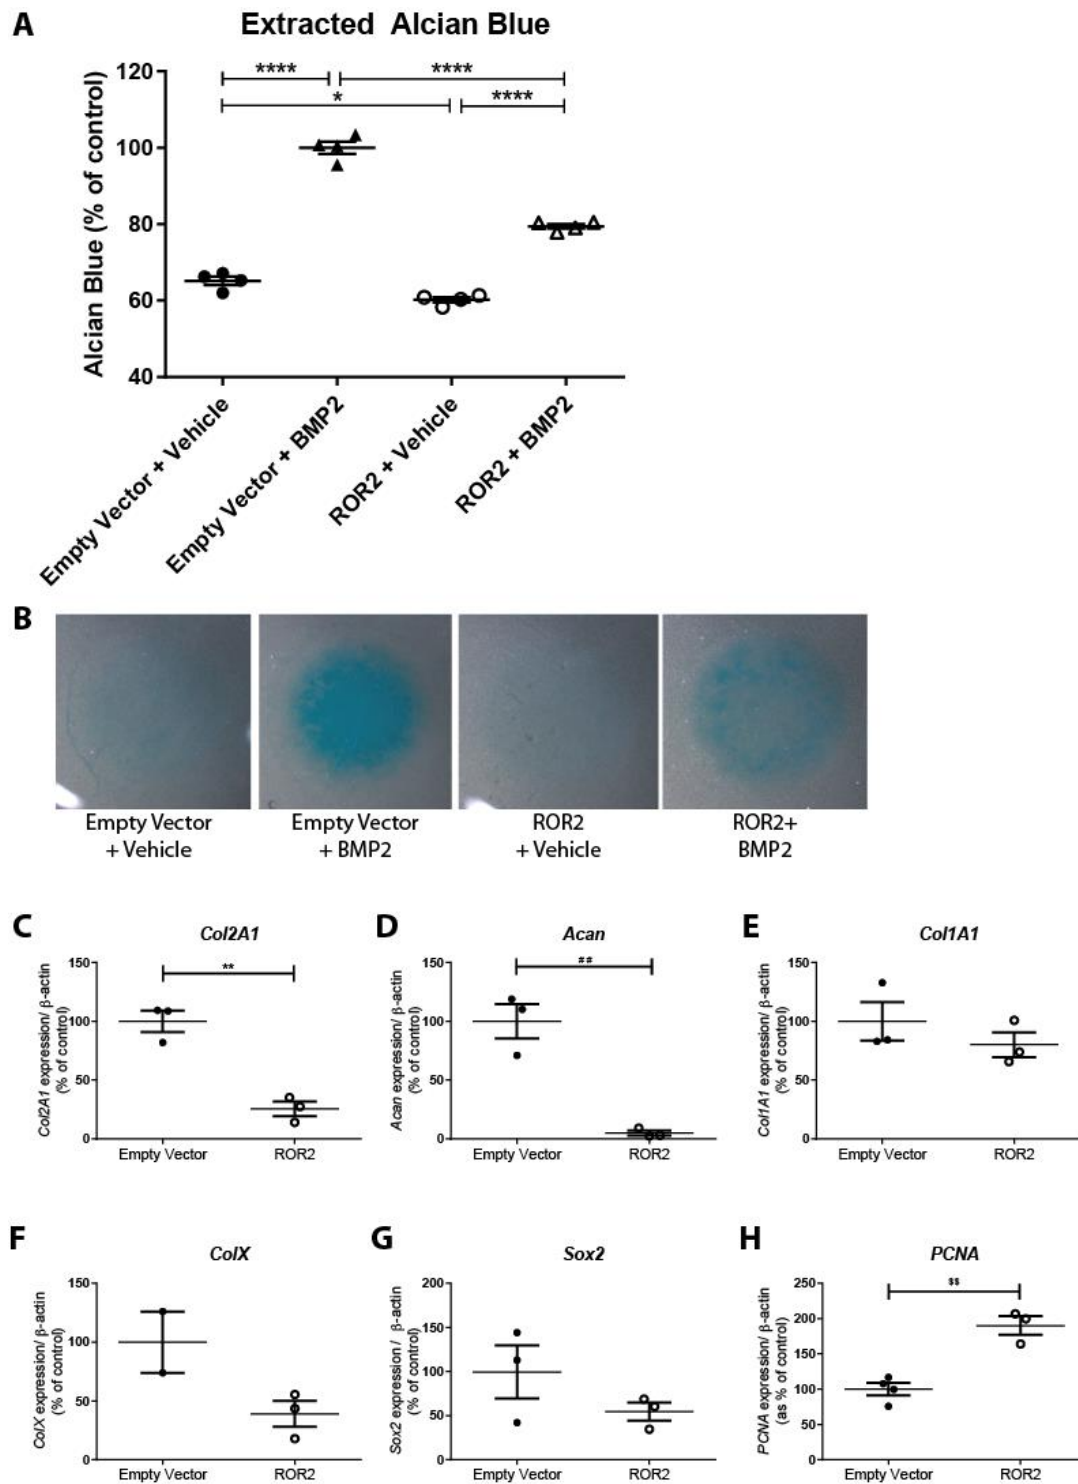 A
Extracted Alcian Blue
Alcian Blue (% of control)
120
100
80
60
40
****
****
*
****
Empty Vector + Vehicle
Empty Vector + BMP2
ROR2 + Vehicle
ROR2 + BMP2
B
Empty Vector
+ Vehicle
Empty Vector
+ BMP2
ROR2
+ Vehicle
ROR2+
BMP2
C
Col2A1
Col2A1 expression/ β-actin
(% of control)
150
100
50
0
**
Empty Vector
ROR2
D
Acan
Acan expression/ β-actin
(% of control)
150
100
50
0
##
Empty Vector
ROR2
E
Col1A1
Col1A1 expression/ β-actin
(% of control)
150
100
50
0
Empty Vector
ROR2
F
ColX
ColX expression/ β-actin
(% of control)
150
100
50
0
Empty Vector
ROR2
G
Sox2
Sox2 expression / β-actin
(% of control)
200
150
100
50
0
Empty Vector
ROR2
H
PCNA
PCNA expression/ β-actin
(as % of control)
250
200
150
100
50
0
$$
Empty Vector
ROR2